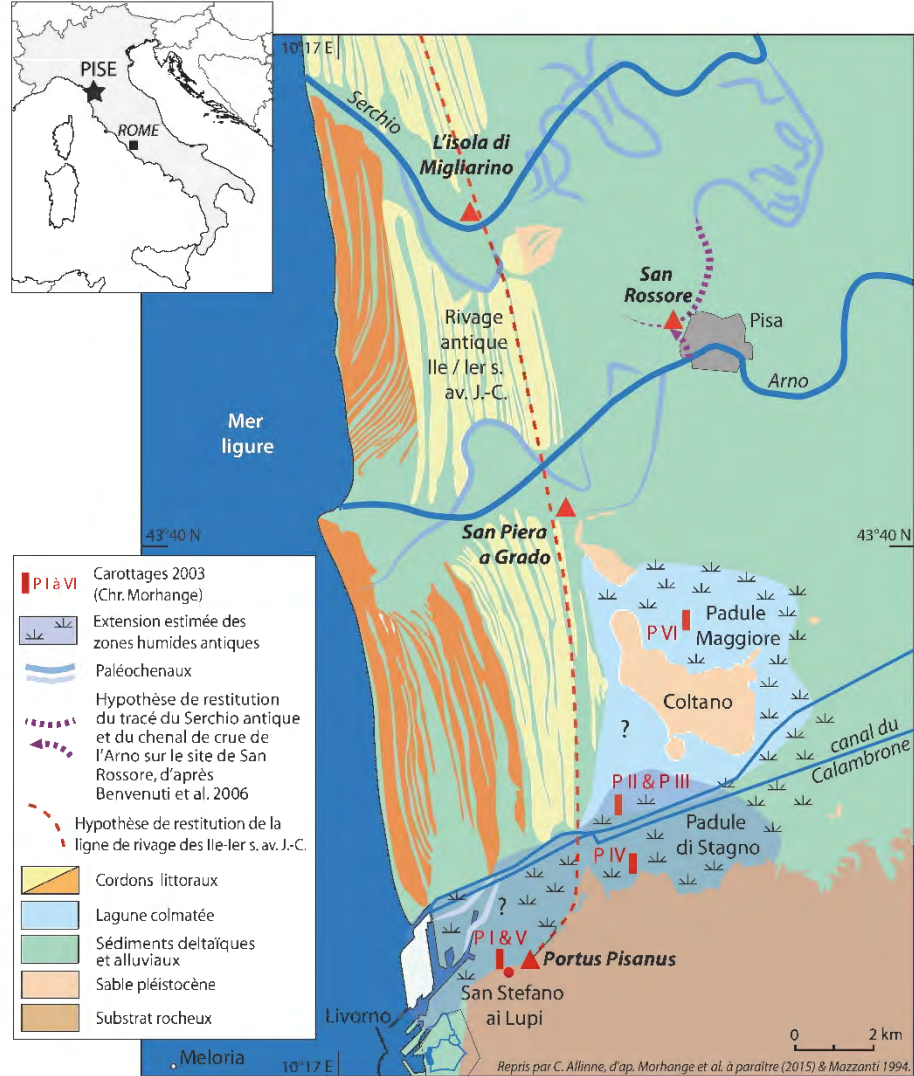 PISE
ROME
10°17 E
Serchio
L'isola di
Migliarino
San
Rossore
Pisa
Rivage
antique
IIe / Ier s.
av. J.-C.
Arno
Mer
ligure
San Piera
a Grado
43°40 N
43°40 N
P I à VI
Carottages 2003
(Chr. Morhange)
Extension estimée des
zones humides antiques
Paléochenaux
Hypothèse de restitution
du tracé du Serchio antique
et du chenal de crue de
l'Arno sur le site de San
Rossore, d'après
Benvenuti et al. 2006
Hypothèse de restitution de la
ligne de rivage des IIe-Ier s. av. J.-C.
Cordons littoraux
Lagune colmatée
Sédiments deltaïques
et alluviaux
Sable pléistocène
Substrat rocheux
P VI
Padule
Maggiore
Coltano
?
canal du
Calambrone
P II & P III
Padule
di Stagno
P IV
?
P I & V
Portus Pisanus
San Stefano
ai Lupi
Livorno
Meloria
10°17 E
0 2 km
Repris par C. Allinne, d'ap. Morhange et al. à paraître (2015) & Mazzanti 1994.